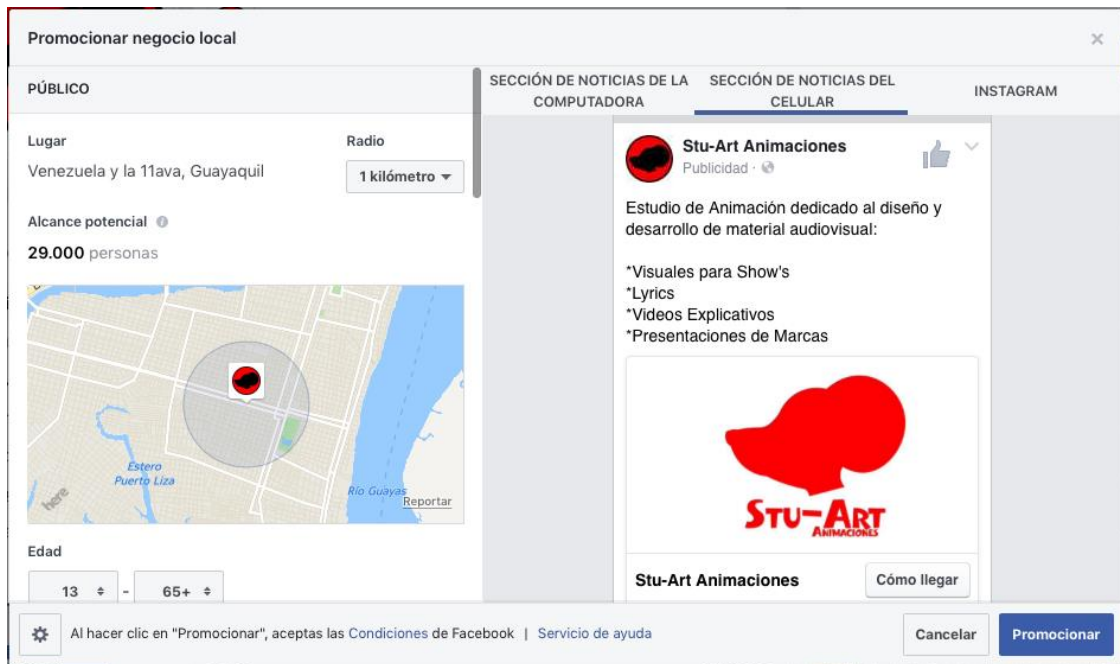 Promocionar negocio local
PÚBLICO
Lugar
Radio
Venezuela y la 11ava, Guayaquil
1 kilómetro
Alcance potencial
29.000 personas
Estero
Puerto Liza
Río Guayas
here
Reportar
Edad
13 - 65+
SECCIÓN DE NOTICIAS DE LA
COMPUTADORA
SECCIÓN DE NOTICIAS DEL
CELULAR
INSTAGRAM
Stu-Art Animaciones
Publicidad ·
Estudio de Animación dedicado al diseño y
desarrollo de material audiovisual:
*Visuales para Show's
*Lyrics
*Videos Explicativos
*Presentaciones de Marcas
STU-ART
ANIMACIONES
Stu-Art Animaciones
Cómo llegar
Al hacer clic en "Promocionar", aceptas las Condiciones de Facebook | Servicio de ayuda
Cancelar
Promocionar